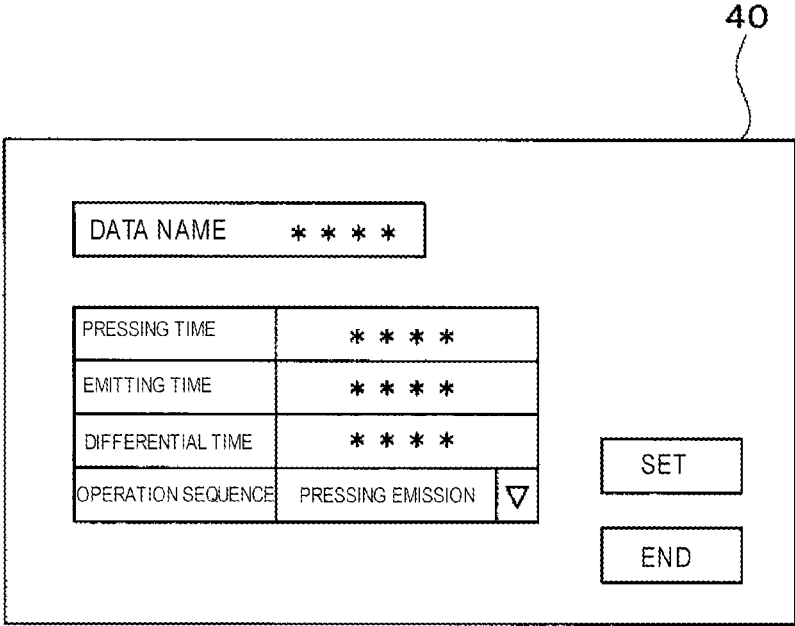 40
DATA NAME * * * *
PRESSING TIME * * * *
EMITTING TIME * * * *
DIFFERENTIAL TIME * * * *
OPERATION SEQUENCE PRESSING EMISSION ▽
SET
END